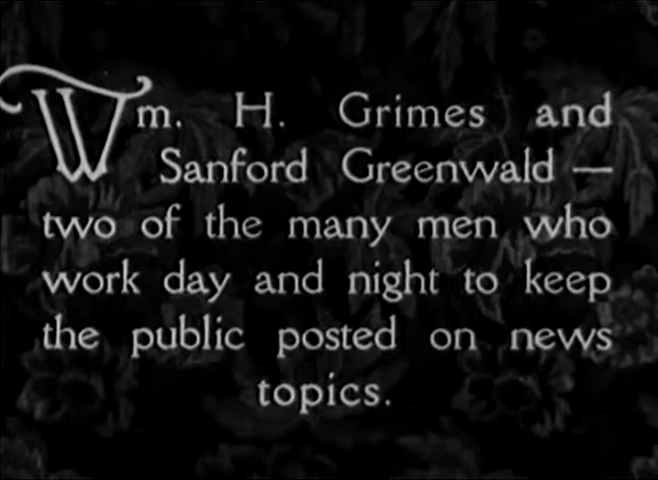 Wm. H. Grimes and
Sanford Greenwald —
two of the many men who
work day and night to keep
the public posted on news
topics.